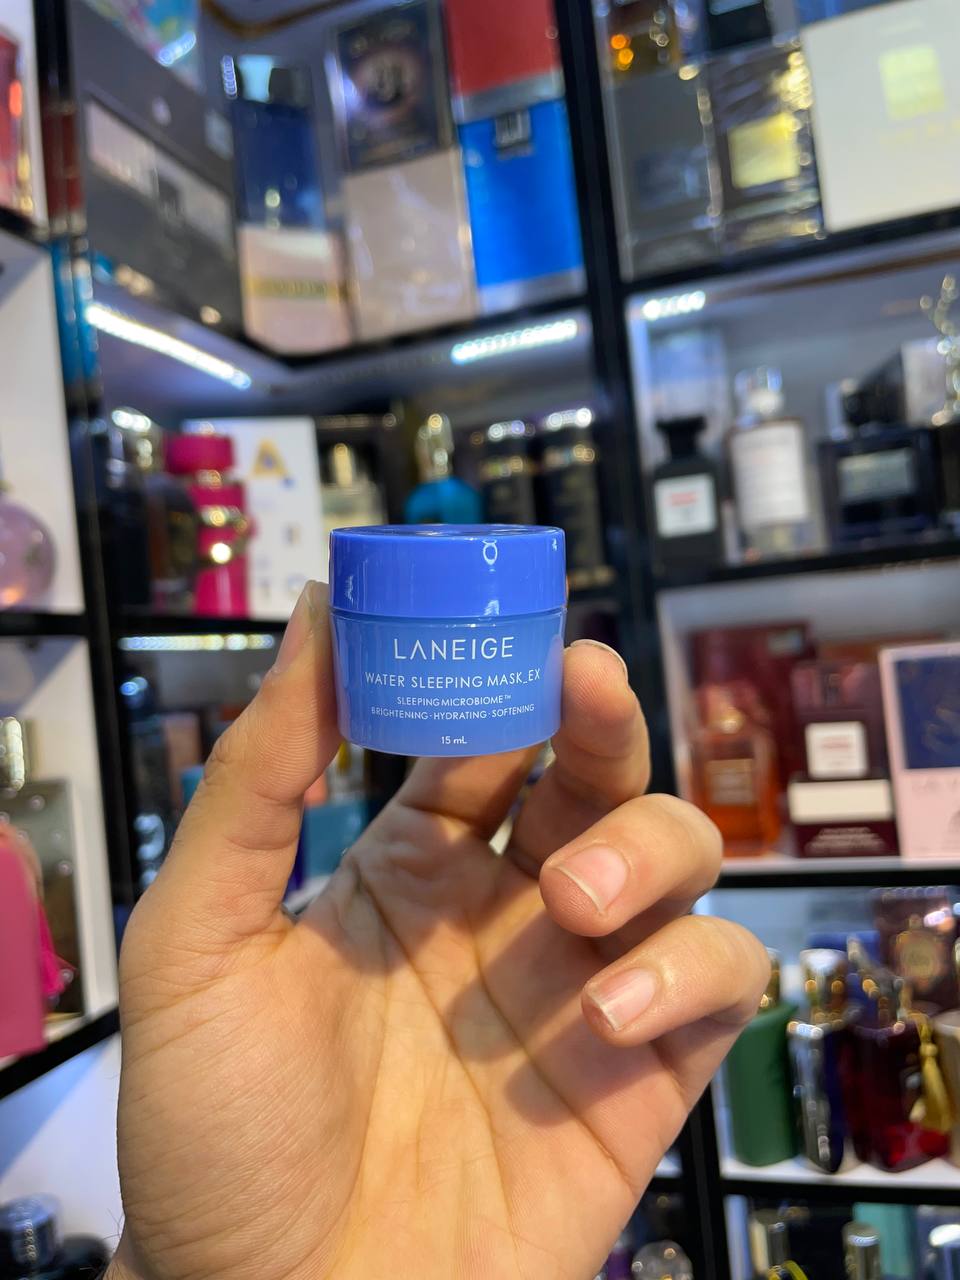 LANEIGE
WATER SLEEPING MASK_EX
SLEEPING MICROBIOME™
BRIGHTENING·HYDRATING·SOFTENING
15 mL